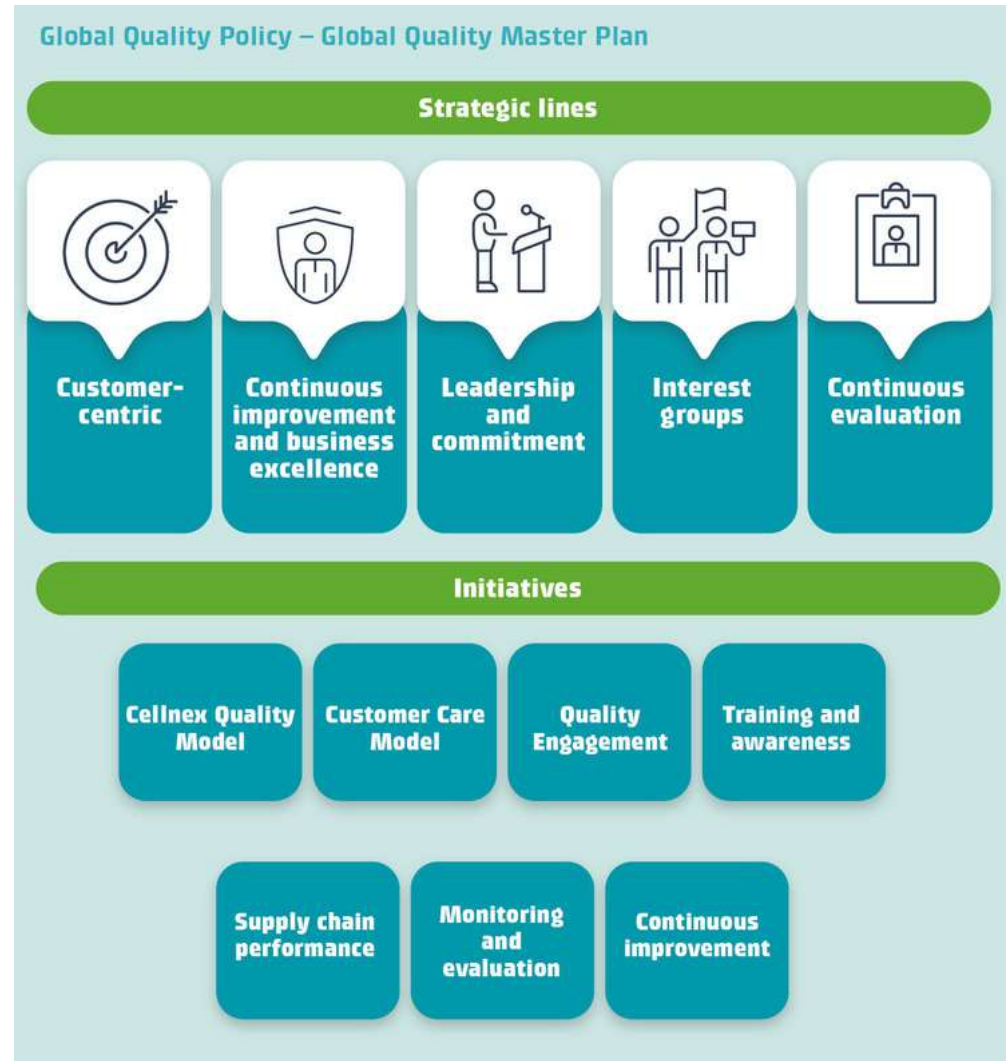 Global Quality Policy – Global Quality Master Plan
Strategic lines
Customer-
centric
Continuous
improvement
and business
excellence
Leadership
and
commitment
Interest
groups
Continuous
evaluation
Initiatives
Cellnex Quality
Model
Customer Care
Model
Quality
Engagement
Training and
awareness
Supply chain
performance
Monitoring
and
evaluation
Continuous
improvement